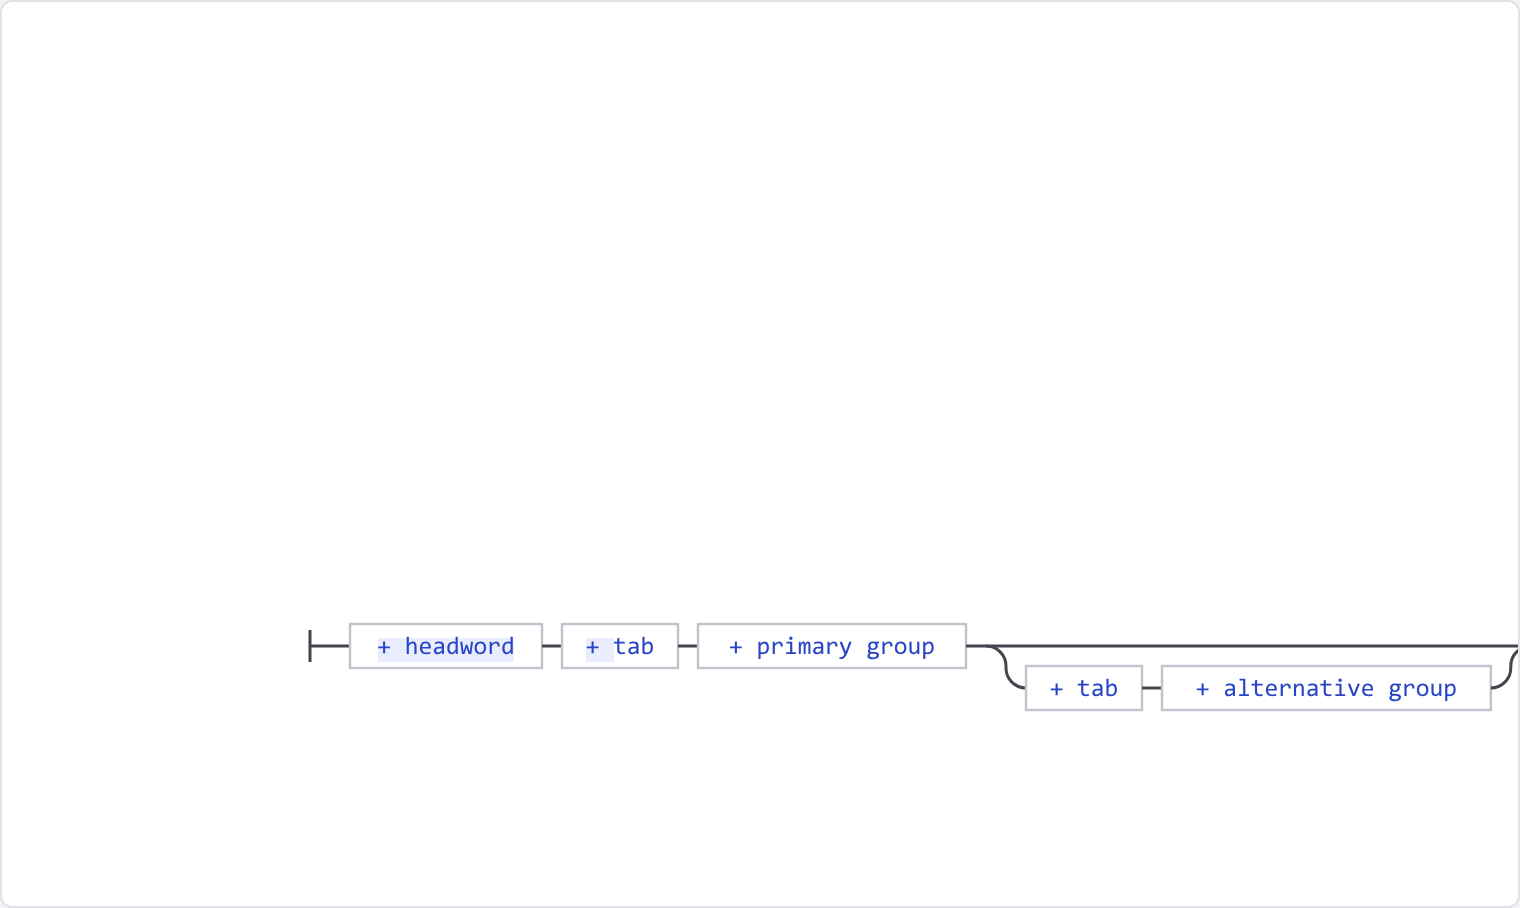 + headword + tab + primary group
+ tab + alternative group